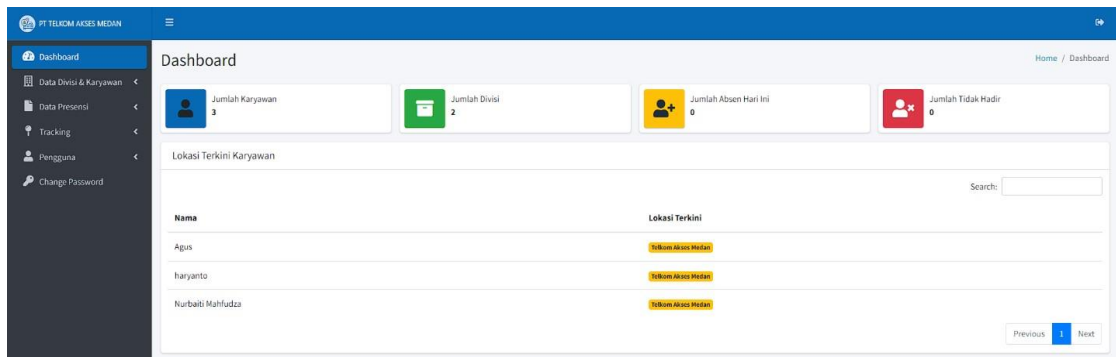 PT TELKOM AKSES MEDAN
Dashboard
Data Divisi & Karyawan
Data Presensi
Tracking
Pengguna
Change Password
Dashboard
Home / Dashboard
Jumlah Karyawan
3
Jumlah Divisi
2
Jumlah Absen Hari Ini
0
Jumlah Tidak Hadir
0
Lokasi Terkini Karyawan
Search:
Nama Lokasi Terkini
Agus Telkom Akses Medan
haryanto Telkom Akses Medan
Nurbaiti Mahfudza Telkom Akses Medan
Previous 1 Next